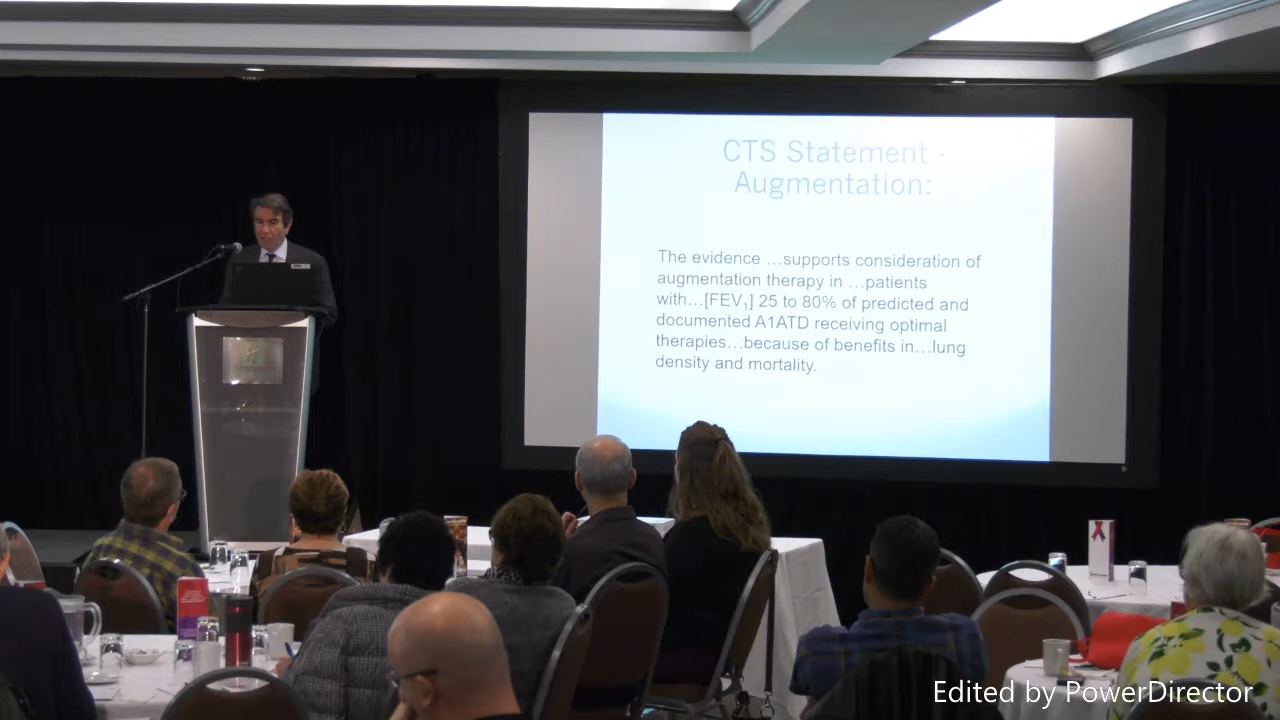 CTS Statement -
Augmentation:
The evidence ...supports consideration of
augmentation therapy in ...patients
with...[FEV₁] 25 to 80% of predicted and
documented A1ATD receiving optimal
therapies...because of benefits in...lung
density and mortality.
Edited by PowerDirector